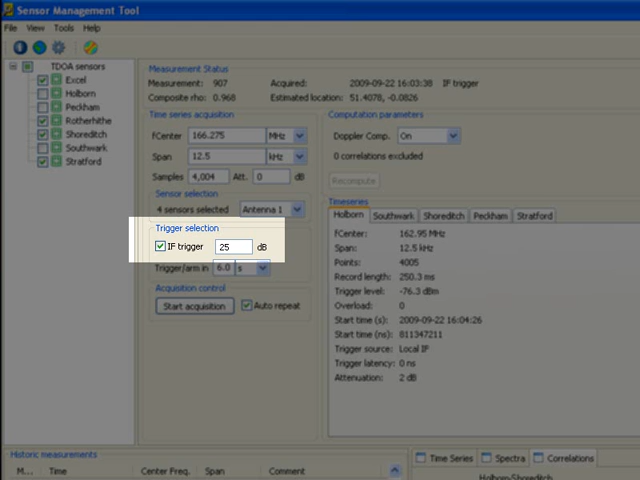 Sensor Management Tool
File View Tools Help
TDOA sensors
Excel
Holborn
Peckham
Rotherhithe
Shoreditch
Southwark
Stratford
Measurement Status
Measurement: 907 Acquired: 2009-09-22 16:03:38 IF trigger
Composite rho: 0.968 Estimated location: 51.4078, -0.0826
Time series acquisition
fCenter 166.275 MHz
Span 12.5 kHz
Samples 4,004 Att. 0 dB
Sensor selection
4 sensors selected Antenna 1
Trigger selection
IF trigger 25 dB
Trigger/arm in 6.0 s
Acquisition control
Start acquisition Auto repeat
Computation parameters
Doppler Comp. On
0 correlations excluded
Recompute
Timeseries
Holborn Southwark Shoreditch Peckham Stratford
fCenter: 162.95 MHz
Span: 12.5 kHz
Points: 4005
Record length: 250.3 ms
Trigger level: -76.3 dBm
Overload: 0
Start time (s): 2009-09-22 16:04:26
Start time (ns): 811347211
Trigger source: Local IF
Trigger latency: 0 ns
Attenuation: 2 dB
Historic measurements
M... Time Center Freq. Span Comment
Time Series Spectra Correlations
Holborn-Shoreditch